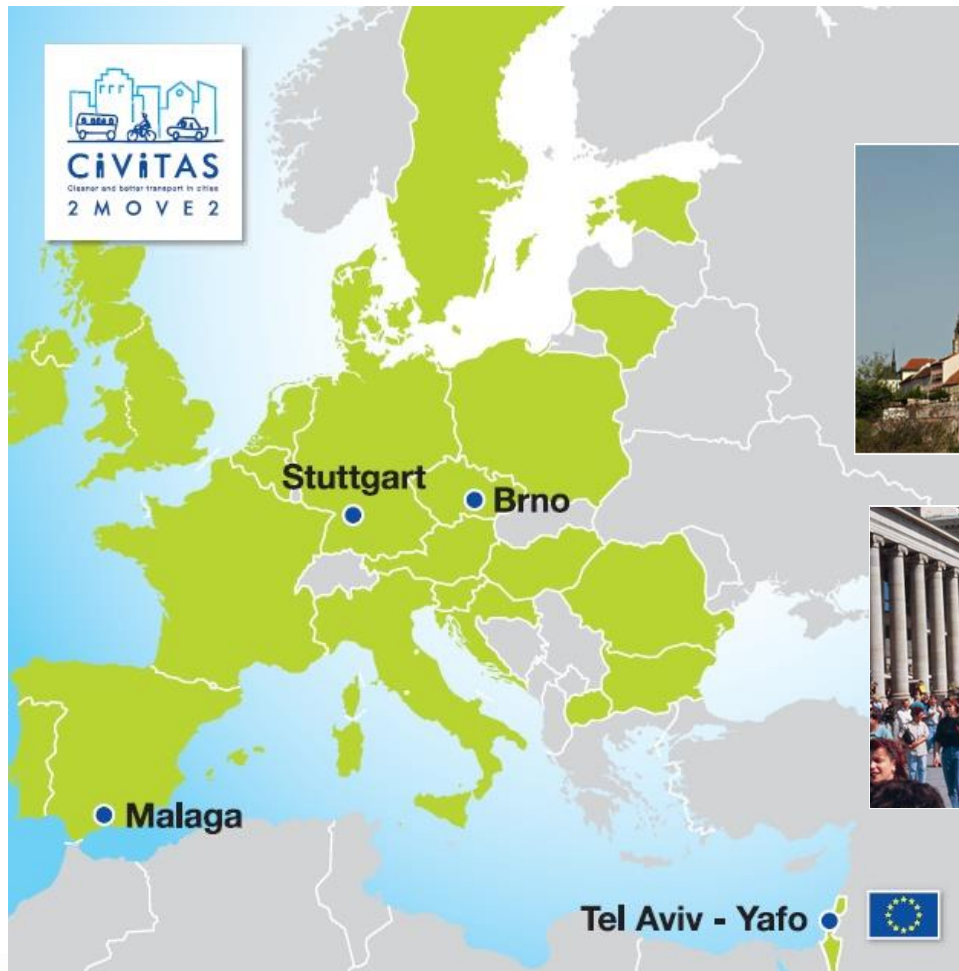 CiViTAS
Cleaner and better transport in cities
2MOVE2
Stuttgart
Brno
Malaga
Tel Aviv - Yafo